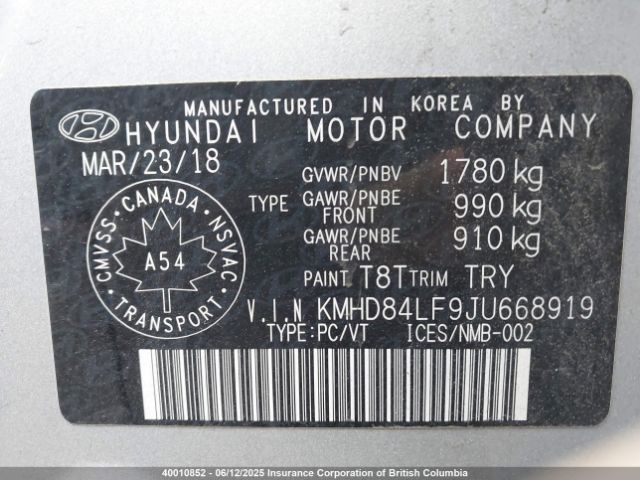 MANUFACTURED IN KOREA BY
HYUNDAI MOTOR COMPANY
MAR/23/18
GVWR/PNBV 1780 kg
TYPE GAWR/PNBE FRONT 990 kg
GAWR/PNBE REAR 910 kg
PAINT T8T TRIM TRY
V.I.N KMHD84LF9JU668919
TYPE:PC/VT ICES/NMB-002
CMVSS · CANADA · NSVAC
A54
TRANSPORT
40010852 - 06/12/2025 Insurance Corporation of British Columbia